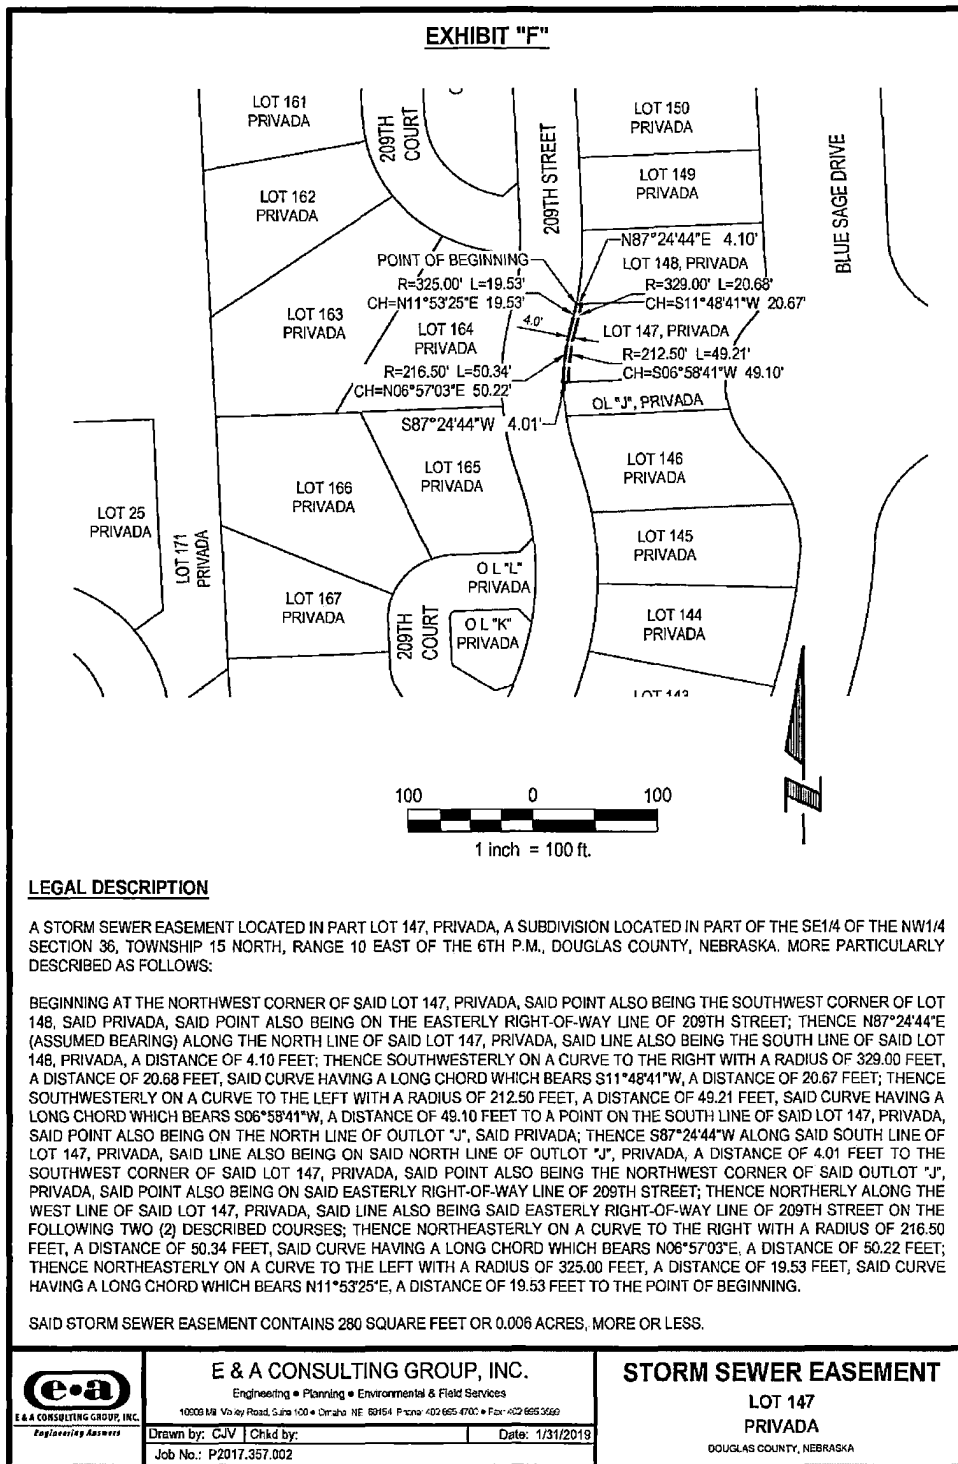 EXHIBIT "F"
LOT 161
PRIVADA
209TH
COURT
209TH STREET
LOT 150
PRIVADA
BLUE SAGE DRIVE
LOT 149
PRIVADA
LOT 162
PRIVADA
N87°24'44"E 4.10'
POINT OF BEGINNING
LOT 148, PRIVADA
R=325.00' L=19.53'
CH=N11°53'25"E 19.53'
R=329.00' L=20.68'
CH=S11°48'41"W 20.67'
4.0'
LOT 163
PRIVADA
LOT 164
PRIVADA
LOT 147, PRIVADA
R=216.50' L=50.34'
CH=N06°57'03"E 50.22'
R=212.50' L=49.21'
CH=S06°58'41"W 49.10'
OL "J", PRIVADA
S87°24'44"W 4.01'
LOT 165
PRIVADA
LOT 146
PRIVADA
LOT 166
PRIVADA
LOT 25
PRIVADA
LOT 171
PRIVADA
LOT 145
PRIVADA
O L "L"
PRIVADA
LOT 167
PRIVADA
209TH
COURT
O L "K"
PRIVADA
LOT 144
PRIVADA
LOT 143
100 0 100
1 inch = 100 ft.
LEGAL DESCRIPTION
A STORM SEWER EASEMENT LOCATED IN PART LOT 147, PRIVADA, A SUBDIVISION LOCATED IN PART OF THE SE1/4 OF THE NW1/4
SECTION 36, TOWNSHIP 15 NORTH, RANGE 10 EAST OF THE 6TH P.M., DOUGLAS COUNTY, NEBRASKA. MORE PARTICULARLY
DESCRIBED AS FOLLOWS:
BEGINNING AT THE NORTHWEST CORNER OF SAID LOT 147, PRIVADA, SAID POINT ALSO BEING THE SOUTHWEST CORNER OF LOT
148, SAID PRIVADA, SAID POINT ALSO BEING ON THE EASTERLY RIGHT-OF-WAY LINE OF 209TH STREET; THENCE N87°24'44"E
(ASSUMED BEARING) ALONG THE NORTH LINE OF SAID LOT 147, PRIVADA, SAID LINE ALSO BEING THE SOUTH LINE OF SAID LOT
148, PRIVADA, A DISTANCE OF 4.10 FEET; THENCE SOUTHWESTERLY ON A CURVE TO THE RIGHT WITH A RADIUS OF 329.00 FEET,
A DISTANCE OF 20.68 FEET, SAID CURVE HAVING A LONG CHORD WHICH BEARS S11°48'41"W, A DISTANCE OF 20.67 FEET; THENCE
SOUTHWESTERLY ON A CURVE TO THE LEFT WITH A RADIUS OF 212.50 FEET, A DISTANCE OF 49.21 FEET, SAID CURVE HAVING A
LONG CHORD WHICH BEARS S06°58'41"W, A DISTANCE OF 49.10 FEET TO A POINT ON THE SOUTH LINE OF SAID LOT 147, PRIVADA,
SAID POINT ALSO BEING ON THE NORTH LINE OF OUTLOT "J", SAID PRIVADA; THENCE S87°24'44"W ALONG SAID SOUTH LINE OF
LOT 147, PRIVADA, SAID LINE ALSO BEING ON SAID NORTH LINE OF OUTLOT "J", PRIVADA, A DISTANCE OF 4.01 FEET TO THE
SOUTHWEST CORNER OF SAID LOT 147, PRIVADA, SAID POINT ALSO BEING THE NORTHWEST CORNER OF SAID OUTLOT "J",
PRIVADA, SAID POINT ALSO BEING ON SAID EASTERLY RIGHT-OF-WAY LINE OF 209TH STREET; THENCE NORTHERLY ALONG THE
WEST LINE OF SAID LOT 147, PRIVADA, SAID LINE ALSO BEING SAID EASTERLY RIGHT-OF-WAY LINE OF 209TH STREET ON THE
FOLLOWING TWO (2) DESCRIBED COURSES; THENCE NORTHEASTERLY ON A CURVE TO THE RIGHT WITH A RADIUS OF 216.50
FEET, A DISTANCE OF 50.34 FEET, SAID CURVE HAVING A LONG CHORD WHICH BEARS N06°57'03"E, A DISTANCE OF 50.22 FEET;
THENCE NORTHEASTERLY ON A CURVE TO THE LEFT WITH A RADIUS OF 325.00 FEET, A DISTANCE OF 19.53 FEET, SAID CURVE
HAVING A LONG CHORD WHICH BEARS N11°53'25"E, A DISTANCE OF 19.53 FEET TO THE POINT OF BEGINNING.
SAID STORM SEWER EASEMENT CONTAINS 280 SQUARE FEET OR 0.006 ACRES, MORE OR LESS.
e•a
E & A CONSULTING GROUP, INC.
Engineering Answers
E & A CONSULTING GROUP, INC.
Engineering • Planning • Environmental & Field Services
10909 Mill Valley Road, Suite 100 • Omaha, NE 68154 Phone: 402 895 4700 • Fax: 402 895 3599
Drawn by: CJV Chkd by: Date: 1/31/2019
Job No.: P2017.357.002
STORM SEWER EASEMENT
LOT 147
PRIVADA
DOUGLAS COUNTY, NEBRASKA